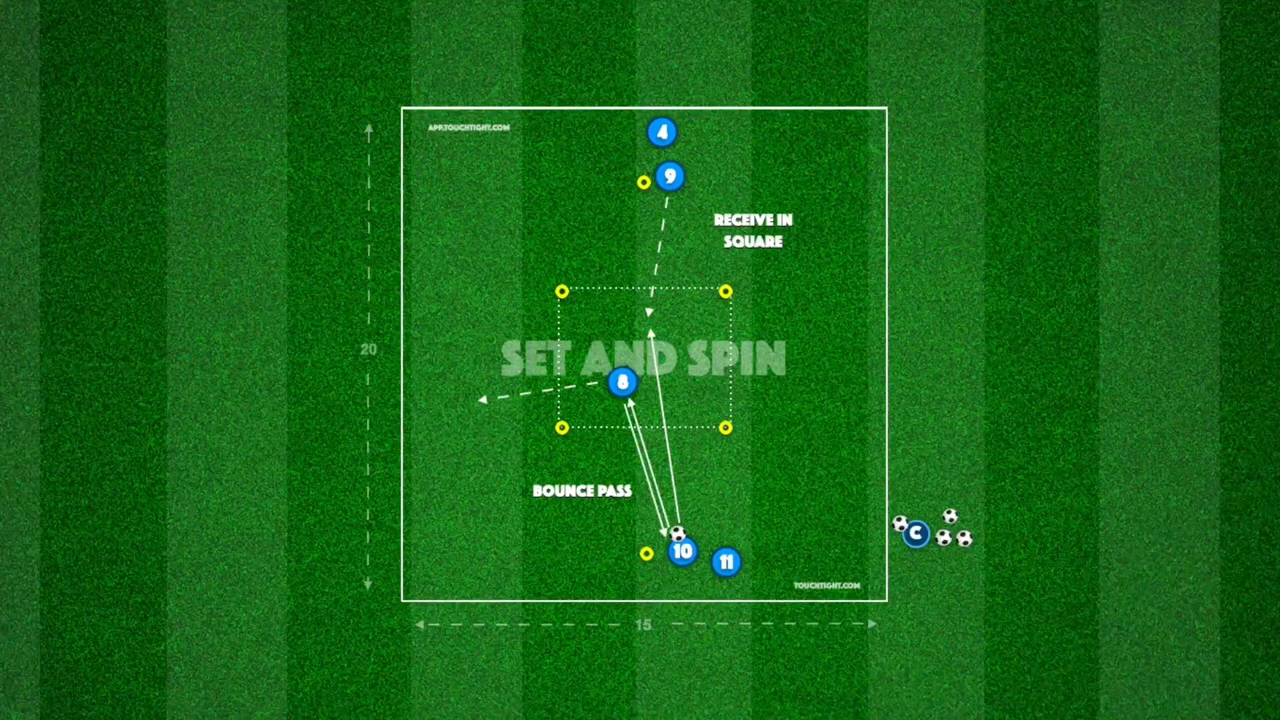 APP.TOUCHTIGHT.COM
4
9
RECEIVE IN
SQUARE
20
SET AND SPIN
8
BOUNCE PASS
10
11
C
TOUCHTIGHT.COM
15